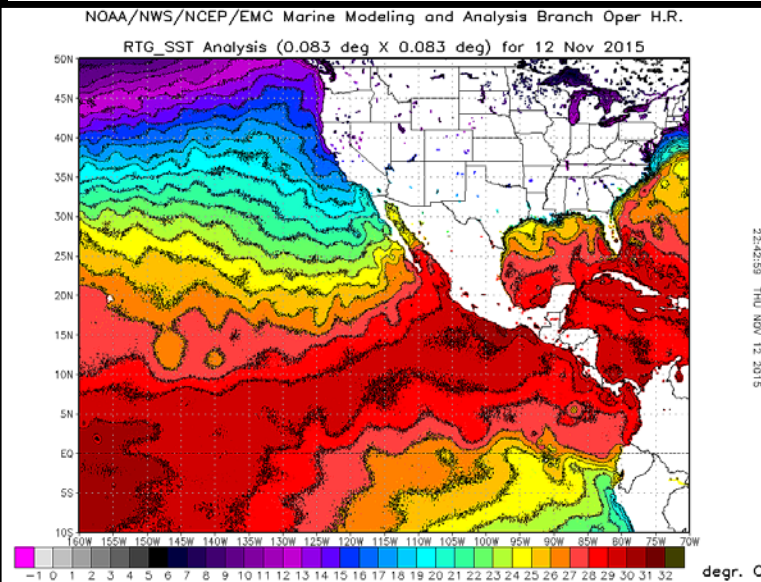 NOAA/NWS/NCEP/EMC Marine Modeling and Analysis Branch Oper H.R.
RTG_SST Analysis (0.083 deg X 0.083 deg) for 12 Nov 2015
50N
45N
40N
35N
30N
25N
20N
15N
10N
5N
EQ
5S
10S
160W 155W 150W 145W 140W 135W 130W 125W 120W 115W 110W 105W 100W 95W 90W 85W 80W 75W 70W
-1 0 1 2 3 4 5 6 7 8 9 10 11 12 13 14 15 16 17 18 19 20 21 22 23 24 25 26 27 28 29 30 31 32
degr. C
22:42:59 THU NOV 12 2015